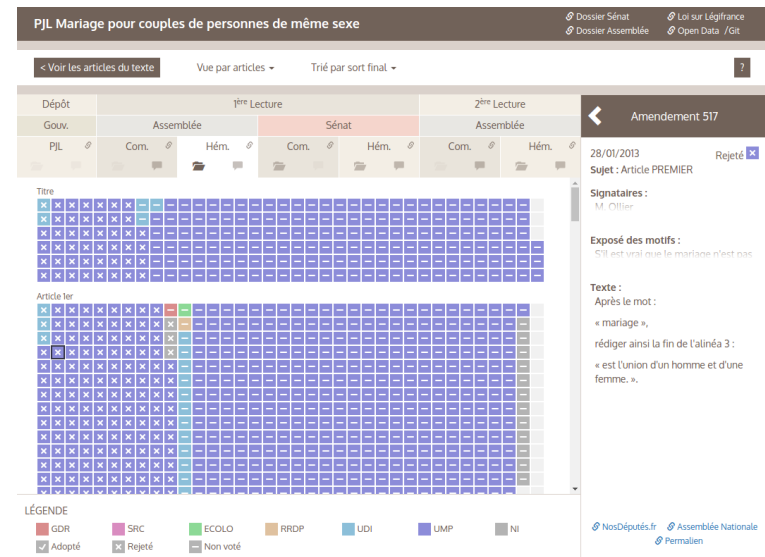 PJL Mariage pour couples de personnes de même sexe
Dossier Sénat Loi sur Légifrance
Dossier Assemblée Open Data /Git
< Voir les articles du texte Vue par articles Trié par sort final ?
Dépôt 1ère Lecture 2ère Lecture
Gouv. Assemblée Sénat Assemblée
PJL Com. Hém. Com. Hém. Com. Hém.
Amendement 517
28/01/2013 Rejeté
Sujet : Article PREMIER
Signataires :
M. Ollier
Exposé des motifs :
S'il est vrai que le mariage n'est pas
Texte :
Après le mot :
« mariage »,
rédiger ainsi la fin de l'alinéa 3 :
« est l'union d'un homme et d'une
femme. ».
Titre
Article 1er
LÉGENDE
GDR SRC ECOLO RRDP UDI UMP NI
Adopté Rejeté Non voté
NosDéputés.fr Assemblée Nationale
Permalien